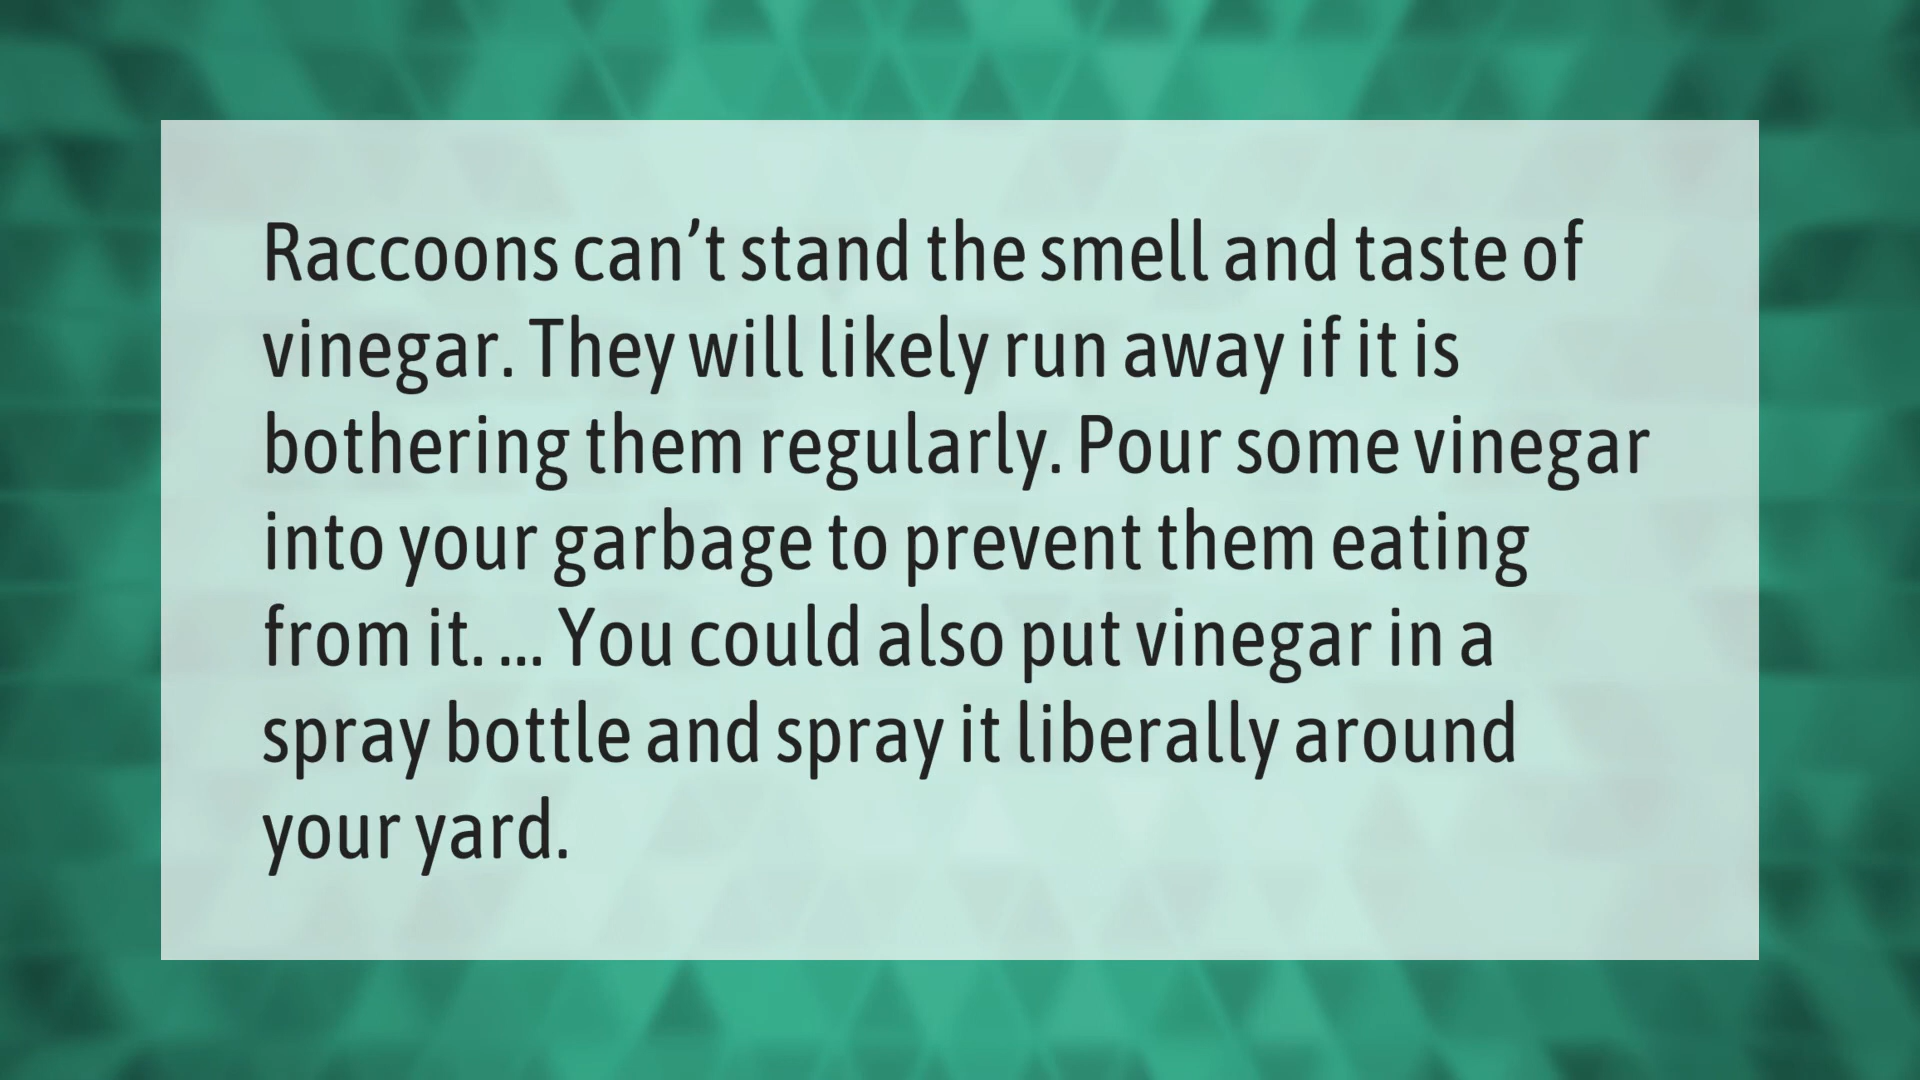 Raccoons can’t stand the smell and taste of
vinegar. They will likely run away if it is
bothering them regularly. Pour some vinegar
into your garbage to prevent them eating
from it. ... You could also put vinegar in a
spray bottle and spray it liberally around
your yard.